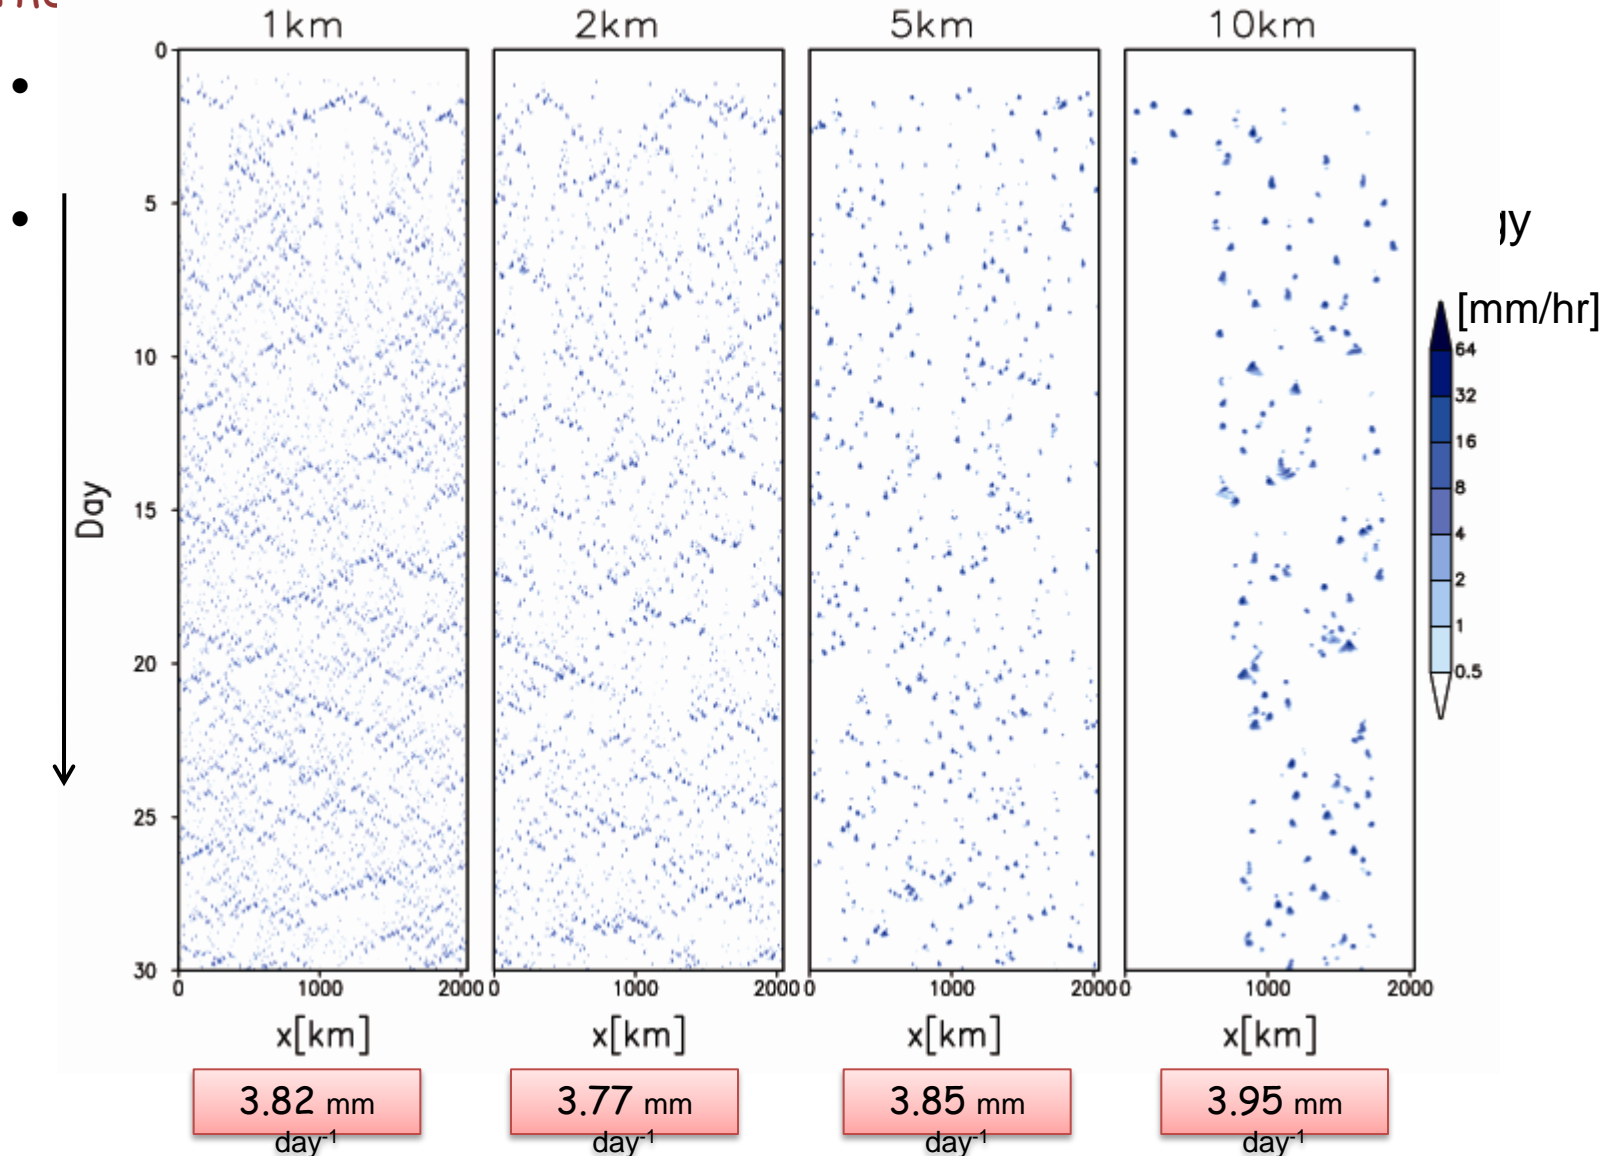 1km 2km 5km 10km
•
•
gy
[mm/hr]
0
5
10
15
20
25
30
Day
64
32
16
8
4
2
1
0.5
0 1000 2000 0 1000 2000 0 1000 2000 0 1000 2000
x[km] x[km] x[km] x[km]
3.82 mm day-1
3.77 mm day-1
3.85 mm day-1
3.95 mm day-1